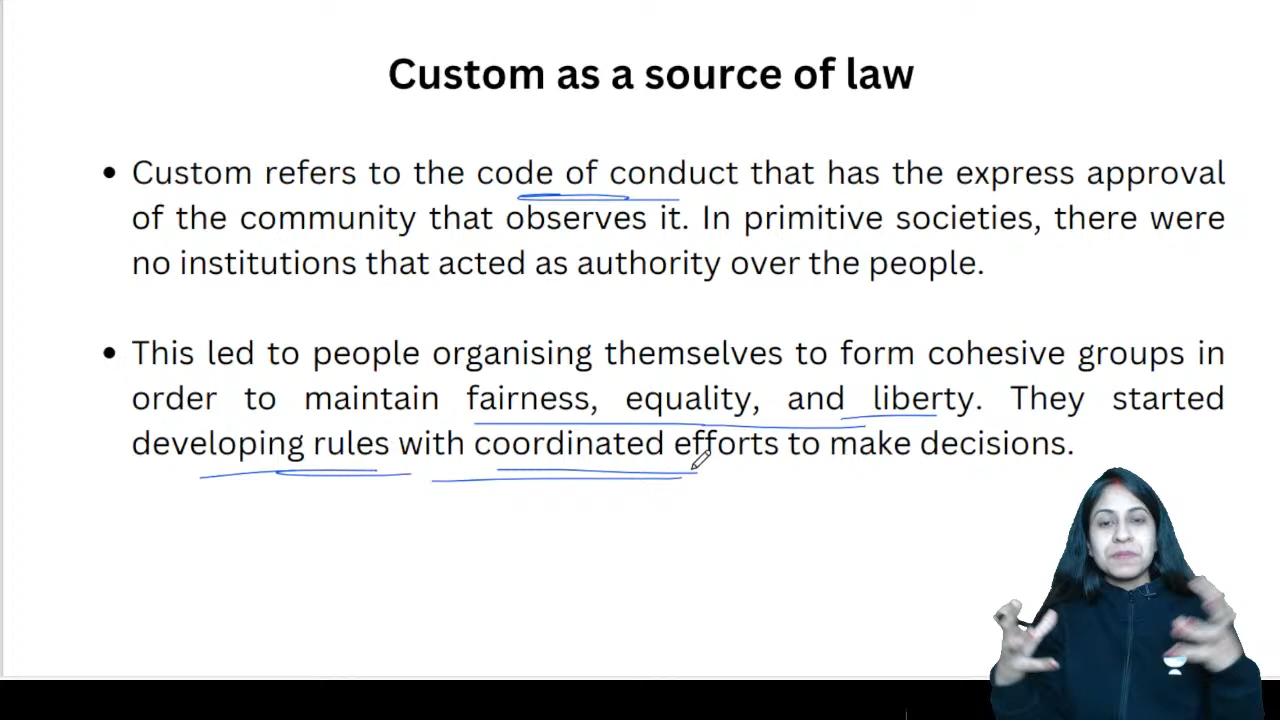 Custom as a source of law
• Custom refers to the code of conduct that has the express approval
of the community that observes it. In primitive societies, there were
no institutions that acted as authority over the people.
• This led to people organising themselves to form cohesive groups in
order to maintain fairness, equality, and liberty. They started
developing rules with coordinated efforts to make decisions.